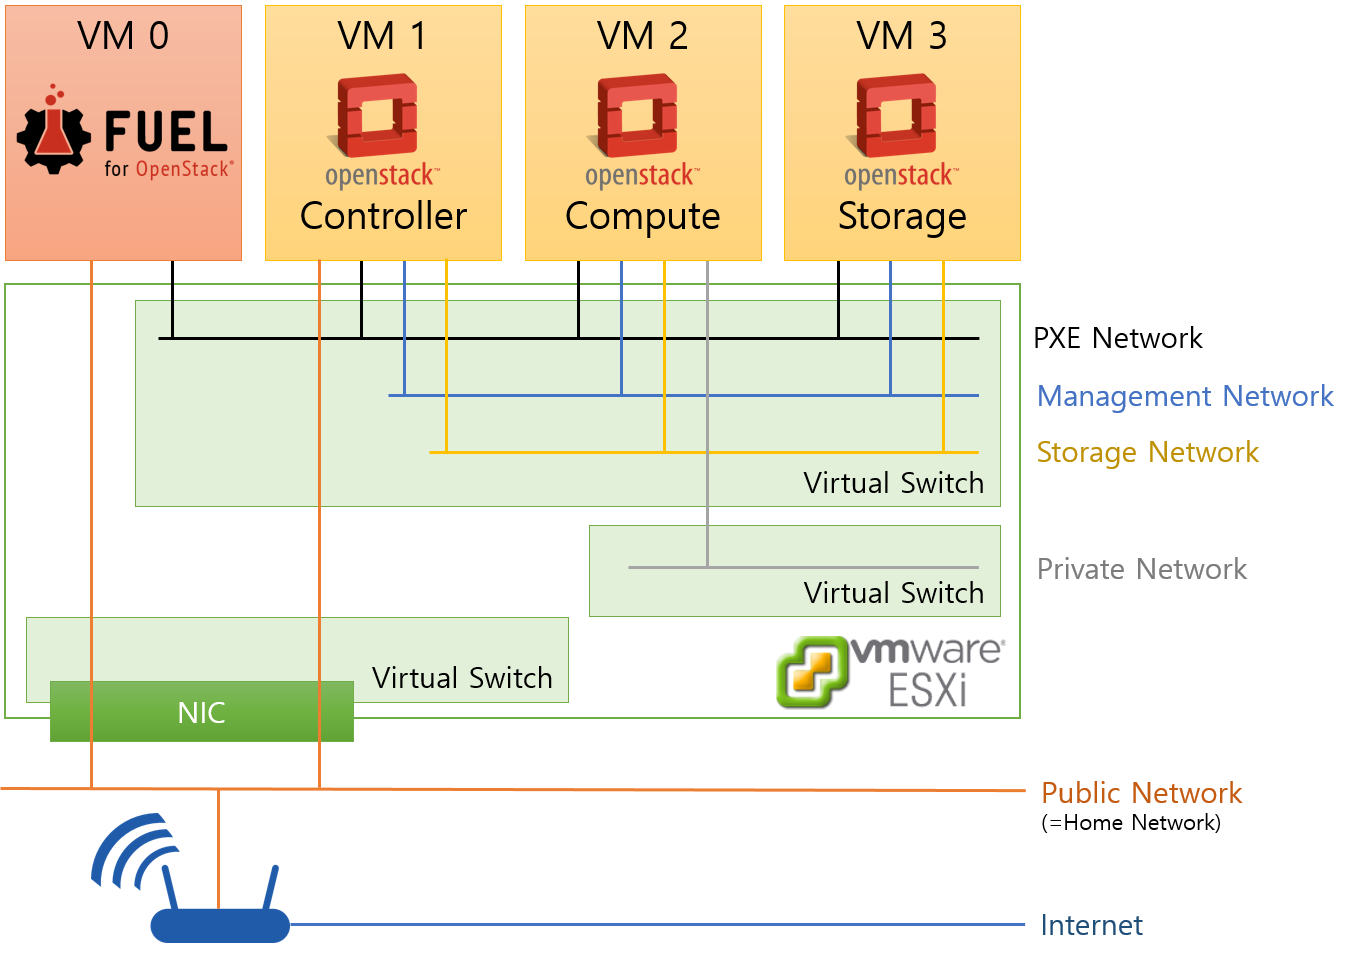 VM 0
FUEL
for OpenStack®
VM 1
openstack™
Controller
VM 2
openstack™
Compute
VM 3
openstack™
Storage
PXE Network
Management Network
Storage Network
Virtual Switch
Private Network
Virtual Switch
Virtual Switch
NIC
vmware®
ESXi
Public Network
(=Home Network)
Internet